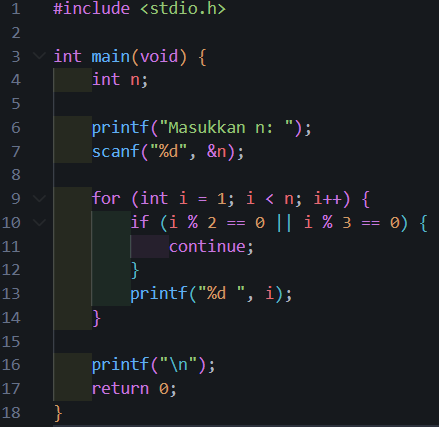 1 #include <stdio.h>
2
3 int main(void) {
4     int n;
5
6     printf("Masukkan n: ");
7     scanf("%d", &n);
8
9     for (int i = 1; i < n; i++) {
10         if (i % 2 == 0 || i % 3 == 0) {
11             continue;
12         }
13         printf("%d ", i);
14     }
15
16     printf("\n");
17     return 0;
18 }